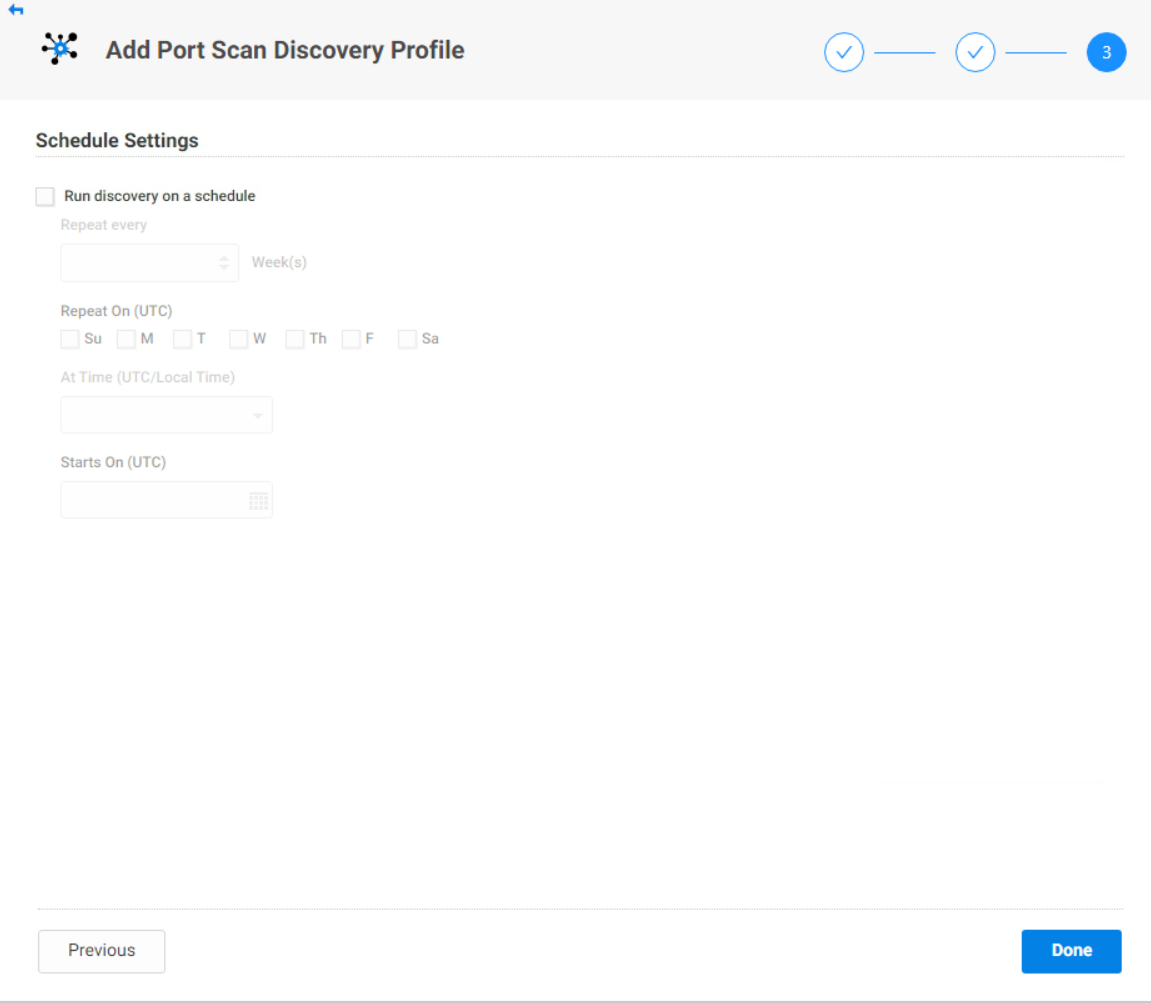 Add Port Scan Discovery Profile
3
Schedule Settings
Run discovery on a schedule
Repeat every
Week(s)
Repeat On (UTC)
Su M T W Th F Sa
At Time (UTC/Local Time)
Starts On (UTC)
Previous Done